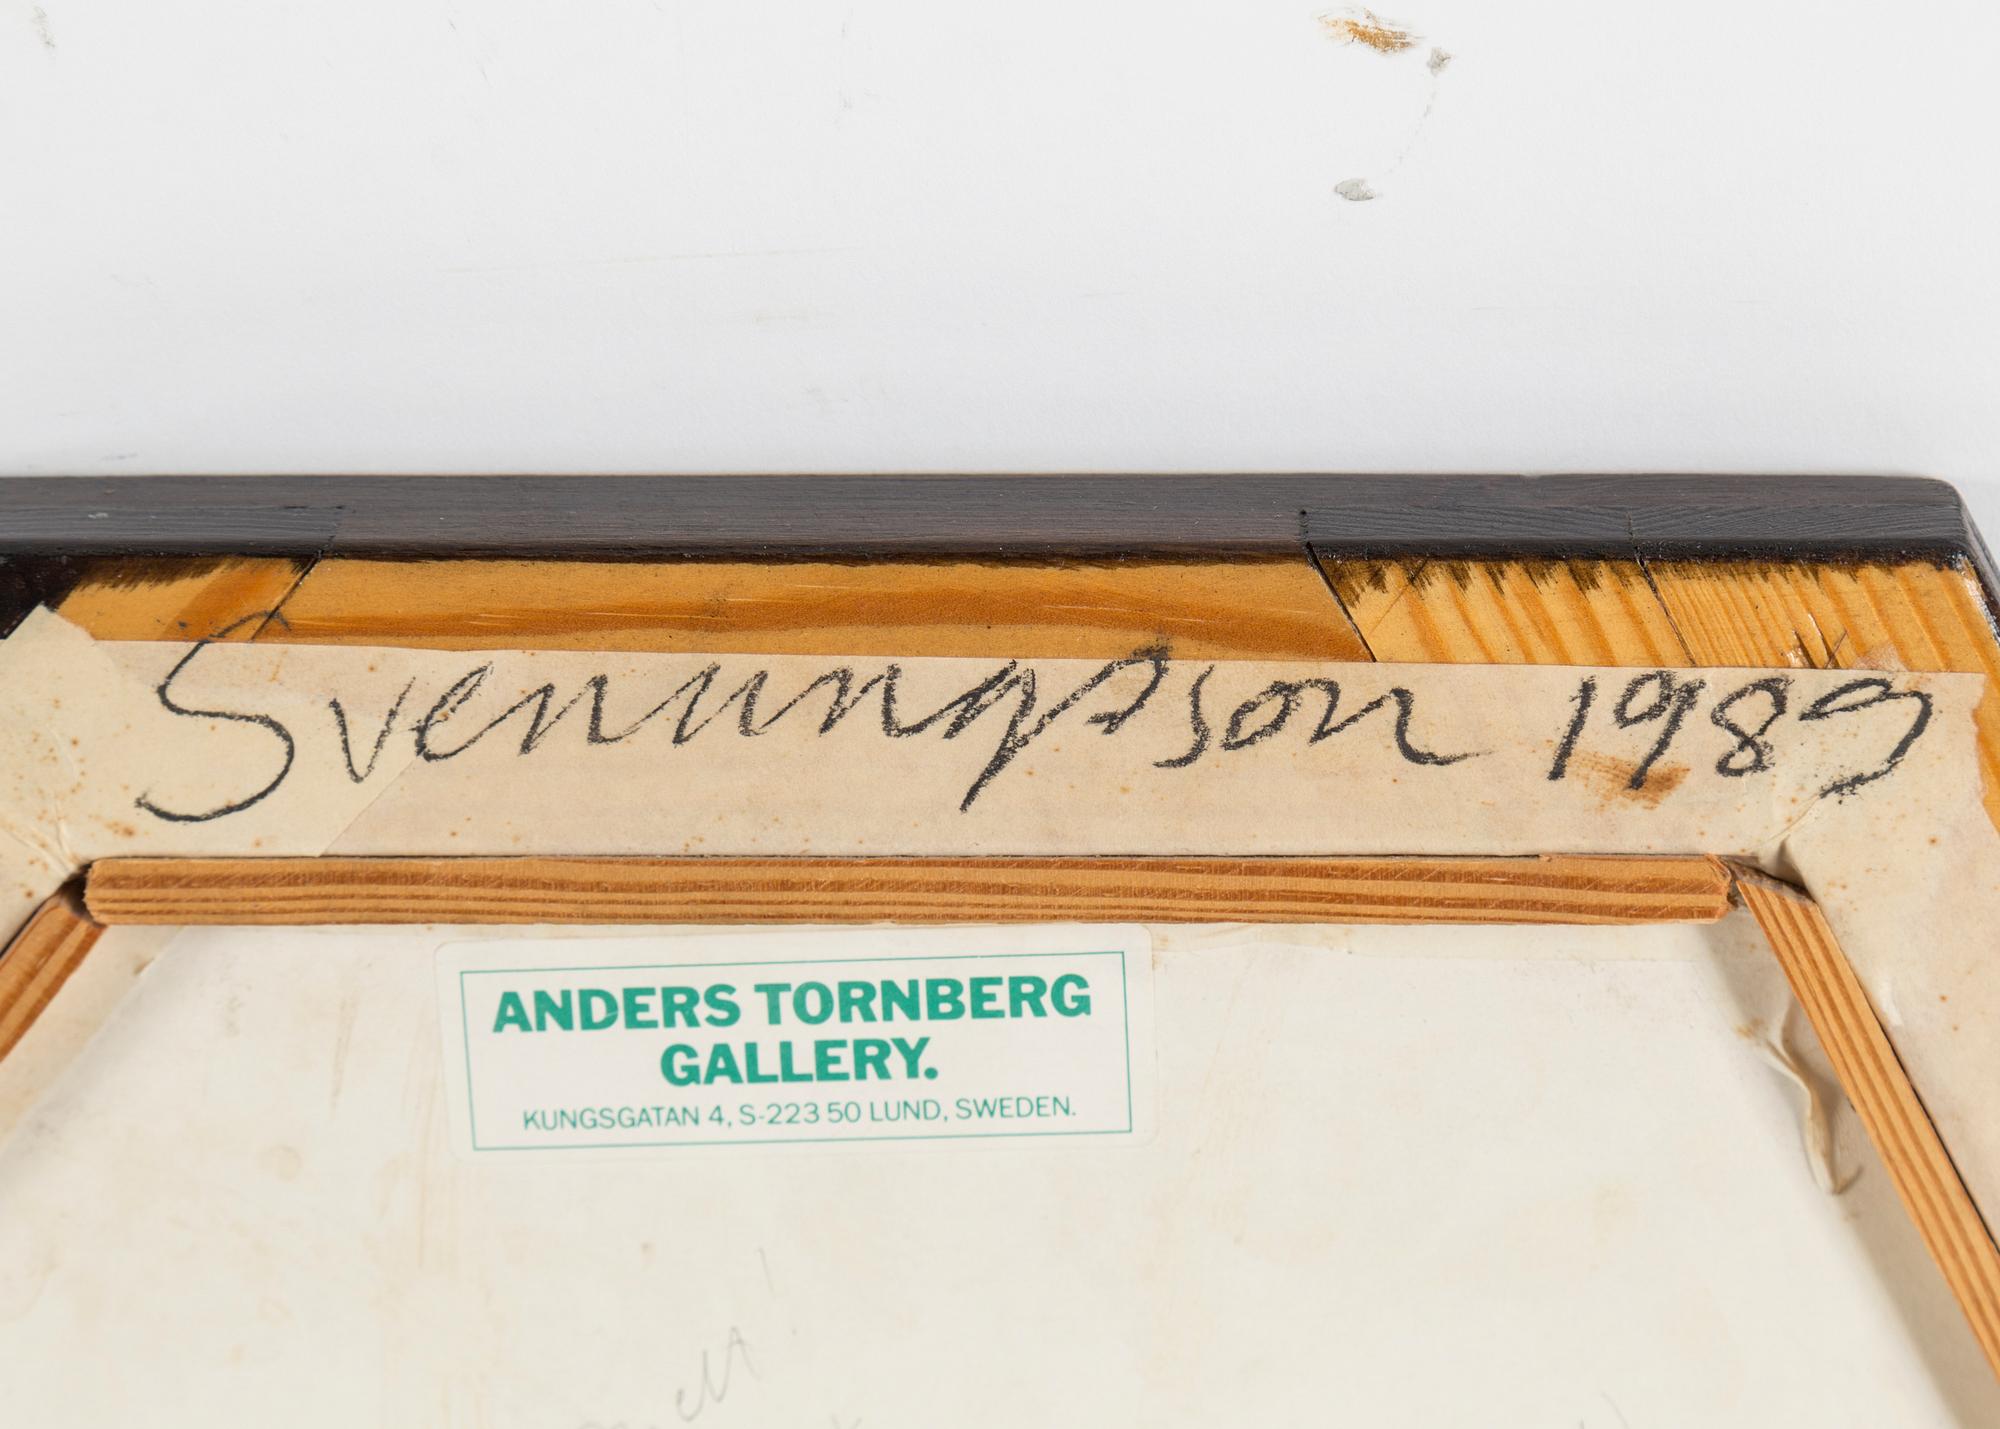 Svenungsson 1989
ANDERS TORNBERG
GALLERY.
KUNGSGATAN 4, S-223 50 LUND, SWEDEN.